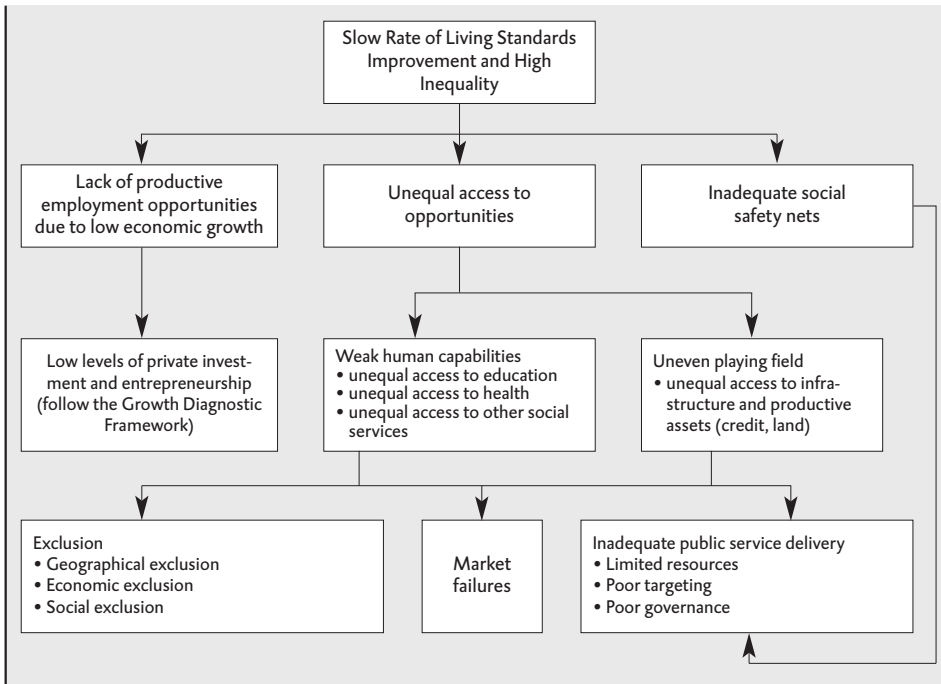 Slow Rate of Living Standards
Improvement and High
Inequality
Lack of productive
employment opportunities
due to low economic growth
Unequal access to
opportunities
Inadequate social
safety nets
Low levels of private invest-
ment and entrepreneurship
(follow the Growth Diagnostic
Framework)
Weak human capabilities
• unequal access to education
• unequal access to health
• unequal access to other social
services
Uneven playing field
• unequal access to infra-
structure and productive
assets (credit, land)
Exclusion
• Geographical exclusion
• Economic exclusion
• Social exclusion
Market
failures
Inadequate public service delivery
• Limited resources
• Poor targeting
• Poor governance